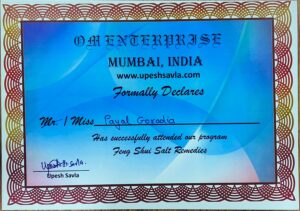 OM ENTERPRISE
MUMBAI, INDIA
www.upeshsavla.com
Formally Declares
Mr. / Miss Payal Gogadia
Has successfully attended our program
Feng Shui Salt Remedies
Upesh Savla